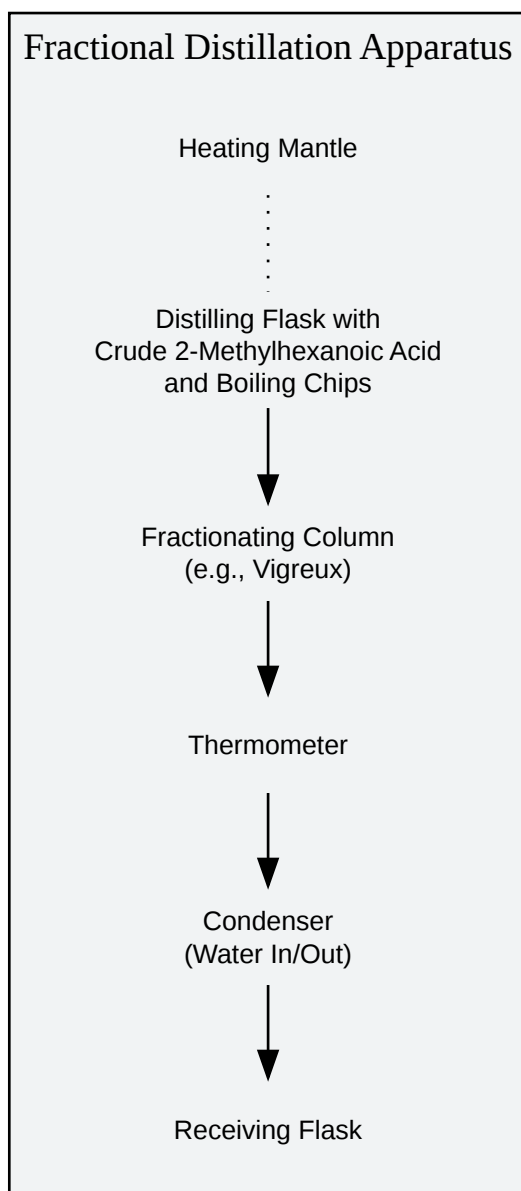 Fractional Distillation Apparatus
Heating Mantle
Distilling Flask with
Crude 2-Methylhexanoic Acid
and Boiling Chips
Fractionating Column
(e.g., Vigreux)
Thermometer
Condenser
(Water In/Out)
Receiving Flask